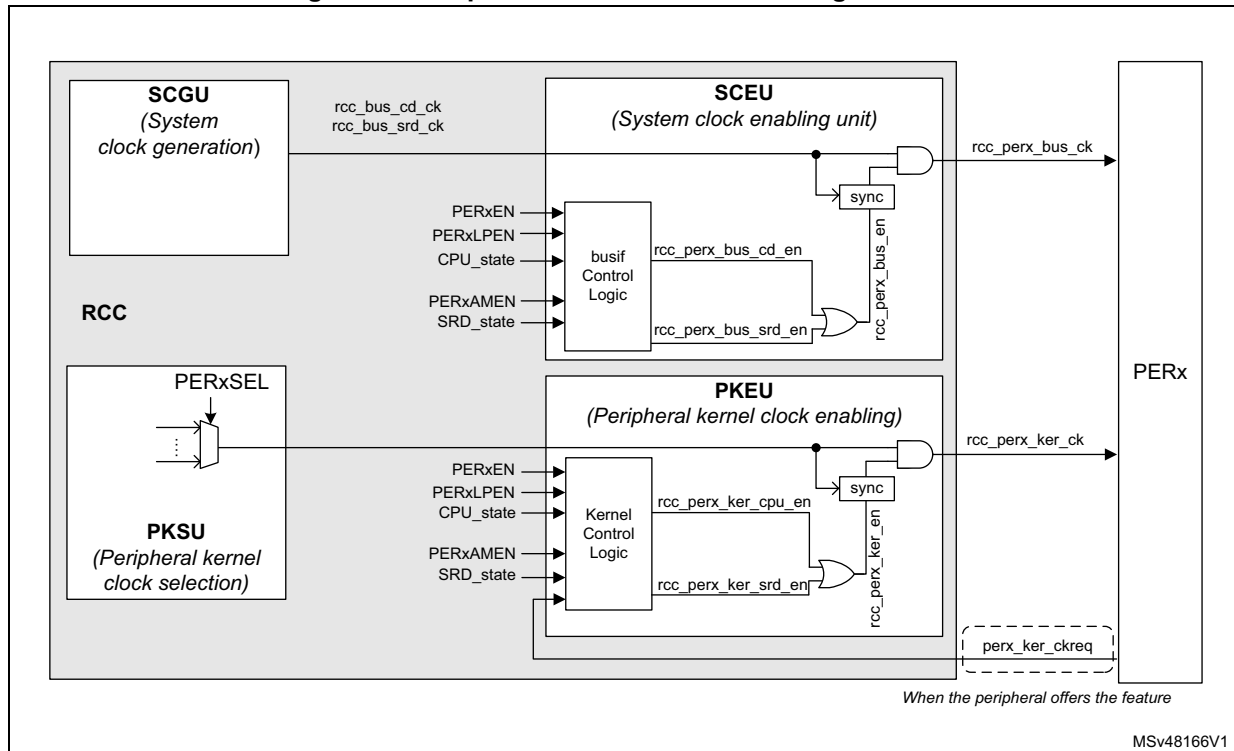 SCGU
(System
clock generation)
rcc_bus_cd_ck
rcc_bus_srd_ck
SCEU
(System clock enabling unit)
rcc_perx_bus_ck
sync
PERxEN
PERxLPEN
CPU_state
PERxAMEN
SRD_state
busif
Control
Logic
rcc_perx_bus_cd_en
rcc_perx_bus_srd_en
rcc_perx_bus_en
RCC
PERx
PERxSEL
PKSU
(Peripheral kernel
clock selection)
PKEU
(Peripheral kernel clock enabling)
rcc_perx_ker_ck
sync
PERxEN
PERxLPEN
CPU_state
PERxAMEN
SRD_state
Kernel
Control
Logic
rcc_perx_ker_cpu_en
rcc_perx_ker_srd_en
rcc_perx_ker_en
perx_ker_ckreq
When the peripheral offers the feature
MSv48166V1